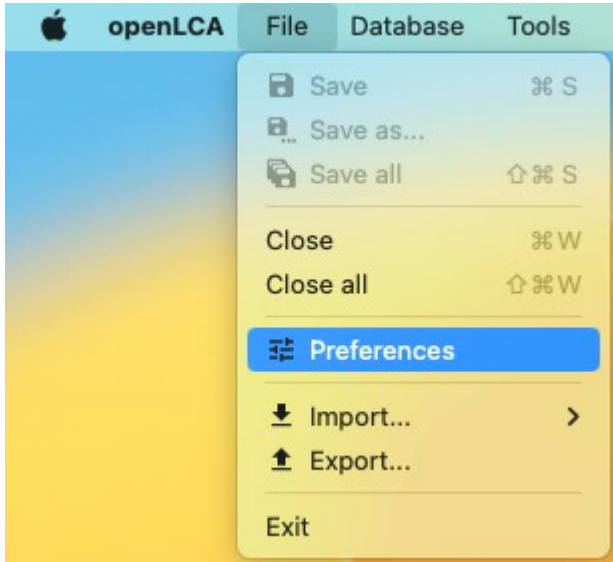 openLCA File Database Tools
Save ⌘ S
Save as...
Save all ⇧ ⌘ S
Close ⌘ W
Close all ⇧ ⌘ W
Preferences
Import...
Export...
Exit